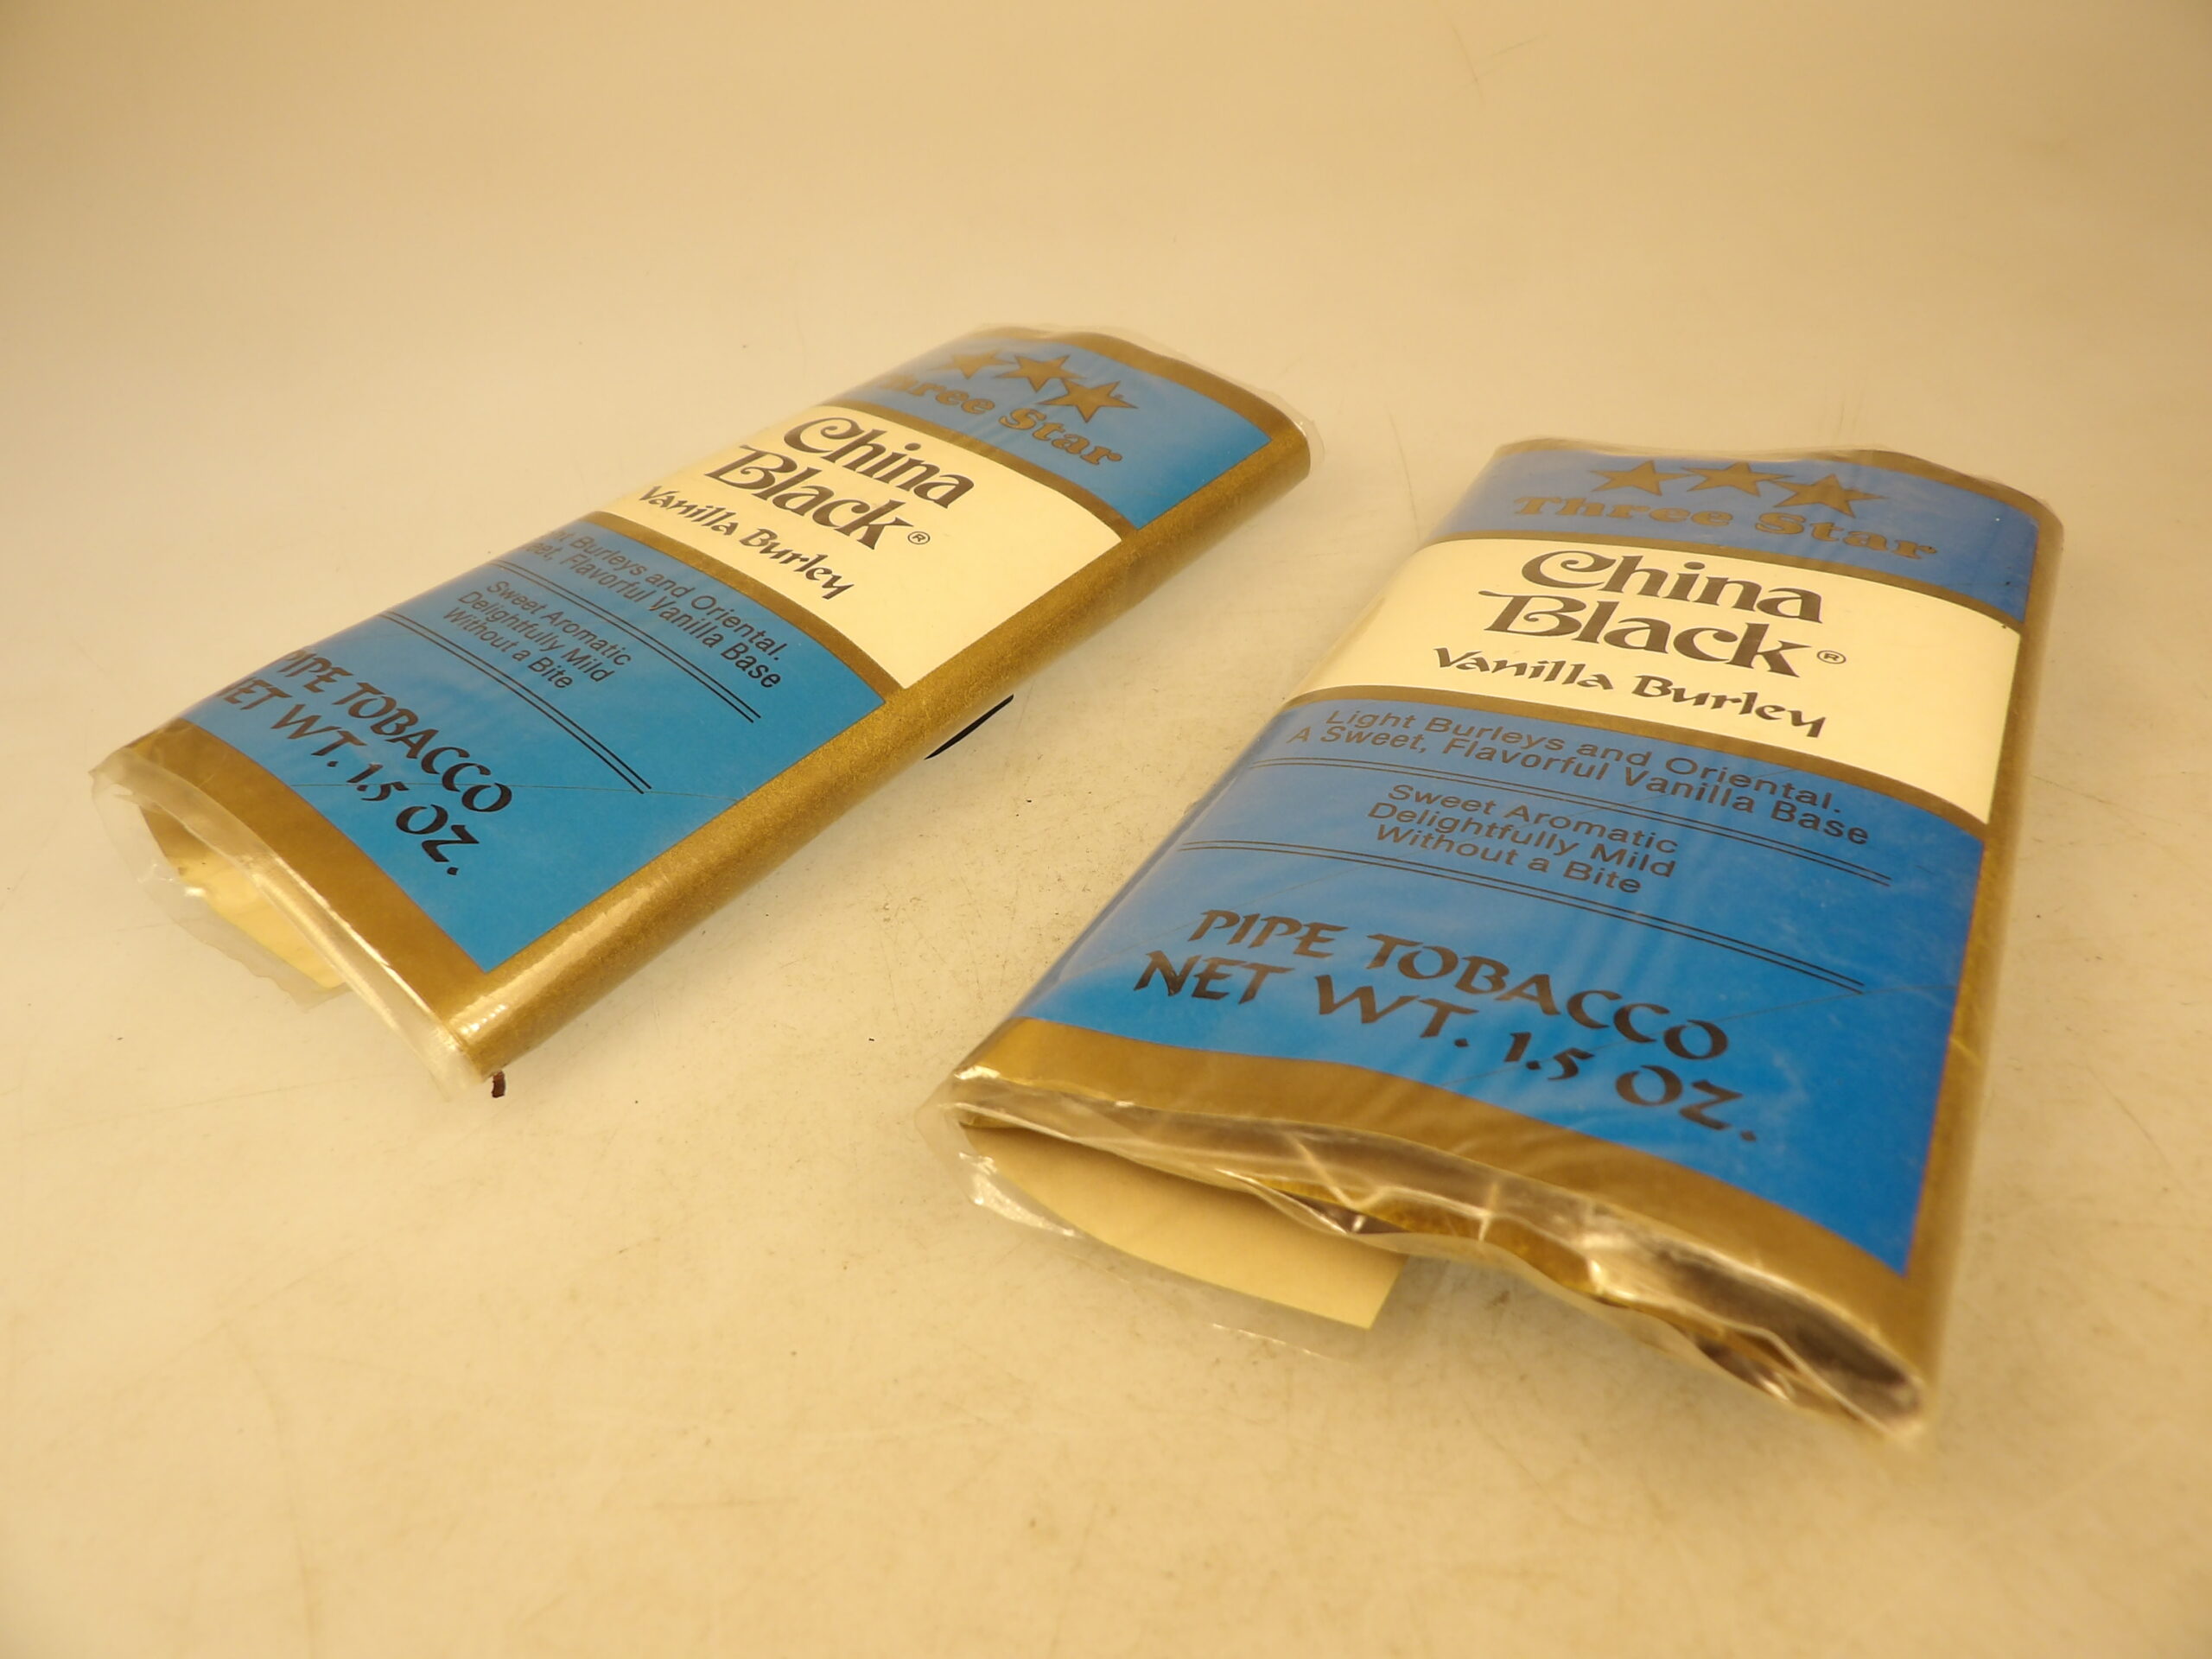 Three Star
China
Black®
Vanilla Burley
Burleys and Oriental.
Flavorful Vanilla Base
Sweet Aromatic
Delightfully Mild
Without a Bite
PIPE TOBACCO
NET WT. 1.5 OZ.
Three Star
China
Black®
Vanilla Burley
Light Burleys and Oriental.
A Sweet, Flavorful Vanilla Base
Sweet Aromatic
Delightfully Mild
Without a Bite
PIPE TOBACCO
NET WT. 1.5 OZ.